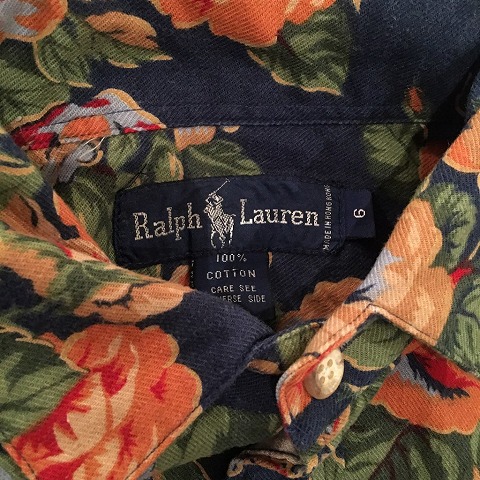 Ralph Lauren
MADE IN HONG KONG
6
100%
COTTON
CARE SEE
REVERSE SIDE